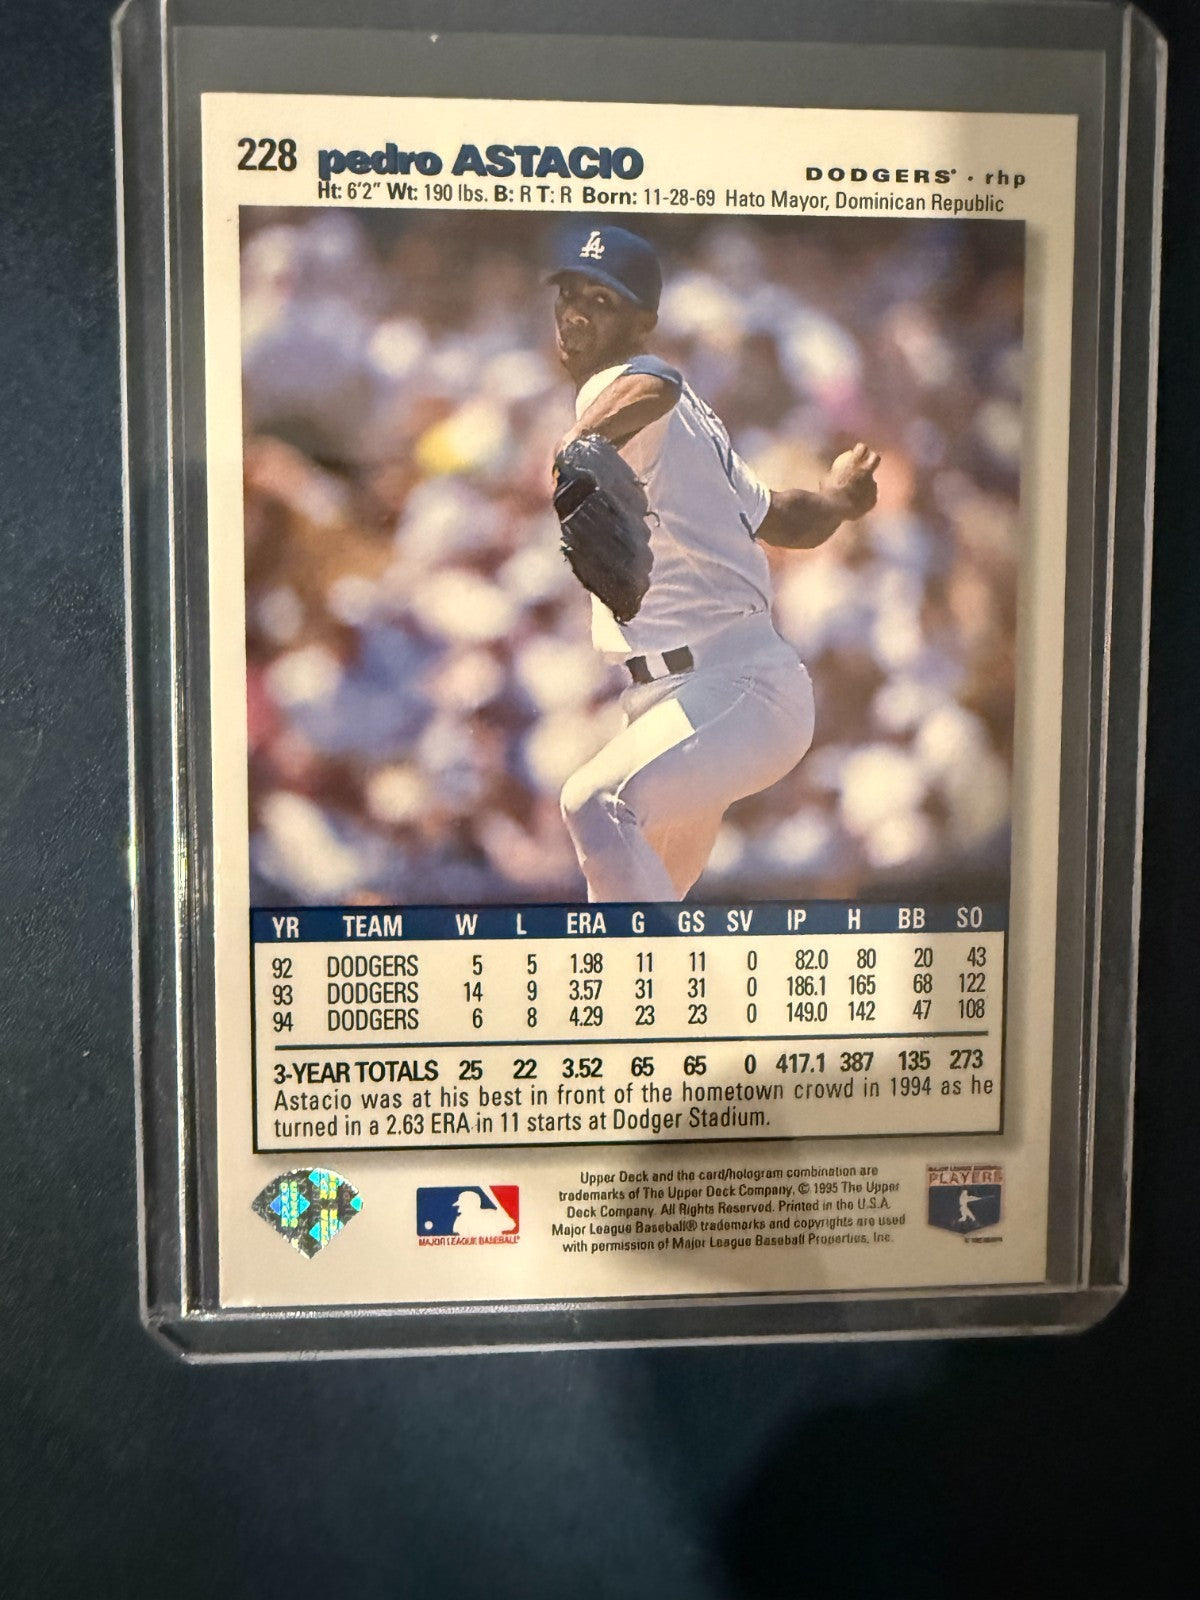 228 pedro ASTACIO DODGERS® · rhp
Ht: 6'2" Wt: 190 lbs. B: R T: R Born: 11-28-69 Hato Mayor, Dominican Republic
LA
YR TEAM W L ERA G GS SV IP H BB SO
92 DODGERS 5 5 1.98 11 11 0 82.0 80 20 43
93 DODGERS 14 9 3.57 31 31 0 186.1 165 68 122
94 DODGERS 6 8 4.29 23 23 0 149.0 142 47 108
3-YEAR TOTALS 25 22 3.52 65 65 0 417.1 387 135 273
Astacio was at his best in front of the hometown crowd in 1994 as he
turned in a 2.63 ERA in 11 starts at Dodger Stadium.
MAJOR LEAGUE BASEBALL®
Upper Deck and the card/hologram combination are
trademarks of The Upper Deck Company, © 1995 The Upper
Deck Company. All Rights Reserved. Printed in the U.S.A.
Major League Baseball® trademarks and copyrights are used
with permission of Major League Baseball Properties, Inc.
MAJOR LEAGUE BASEBALL
PLAYERS